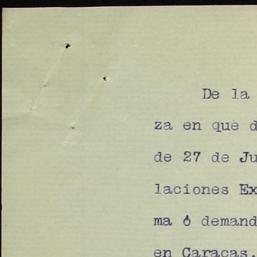 De la
za en que d
de 27 de Ju
laciones Ex
ma ó demand
en Caracas.